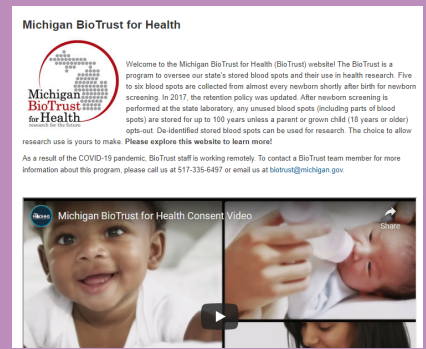 Michigan BioTrust for Health
Michigan
BioTrust
for Health
research for the future
Welcome to the Michigan BioTrust for Health (BioTrust) website! The BioTrust is a
program to oversee our state's stored blood spots and their use in health research. Five
to six blood spots are collected from almost every newborn shortly after birth for newborn
screening. In 2017, the retention policy was updated. After newborn screening is
performed at the state laboratory, any unused blood spots (including parts of blood
spots) are stored for up to 100 years unless a parent or grown child (18 years or older)
opts-out. De-identified stored blood spots can be used for research. The choice to allow
research use is yours to make. Please explore this website to learn more!
As a result of the COVID-19 pandemic, BioTrust staff is working remotely. To contact a BioTrust team member for more
information about this program, please call us at 517-335-6497 or email us at biotrust@michigan.gov.
MDHHS
Michigan BioTrust for Health Consent Video
Share